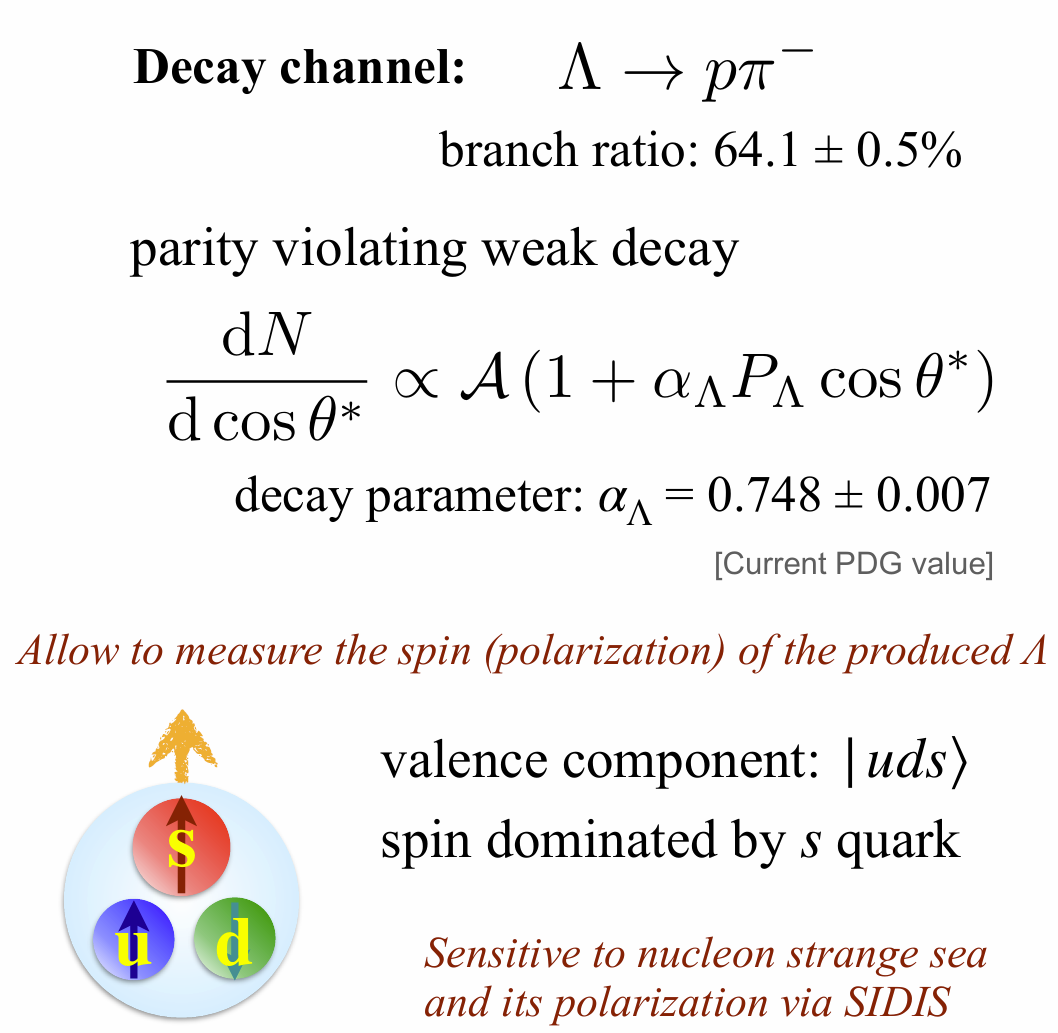 Decay channel: Λ → pπ⁻
branch ratio: 64.1 ± 0.5%
parity violating weak decay
dN/d cos θ* ∝ 𝒜 (1 + α_Λ P_Λ cos θ*)
decay parameter: α_Λ = 0.748 ± 0.007
[Current PDG value]
Allow to measure the spin (polarization) of the produced Λ
valence component: |uds⟩
spin dominated by s quark
s
u d
Sensitive to nucleon strange sea
and its polarization via SIDIS